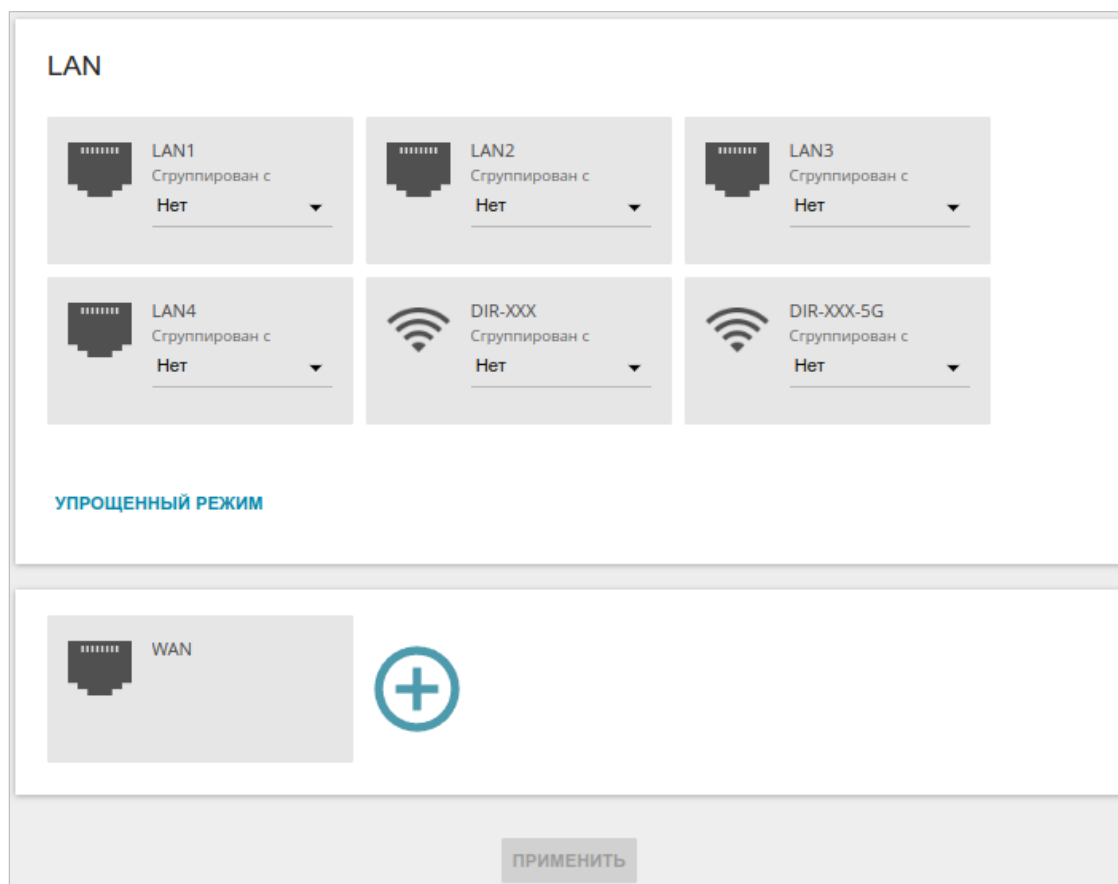 LAN
LAN1
Сгруппирован с
Нет
LAN2
Сгруппирован с
Нет
LAN3
Сгруппирован с
Нет
LAN4
Сгруппирован с
Нет
DIR-XXX
Сгруппирован с
Нет
DIR-XXX-5G
Сгруппирован с
Нет
УПРОЩЕННЫЙ РЕЖИМ
WAN
ПРИМЕНИТЬ